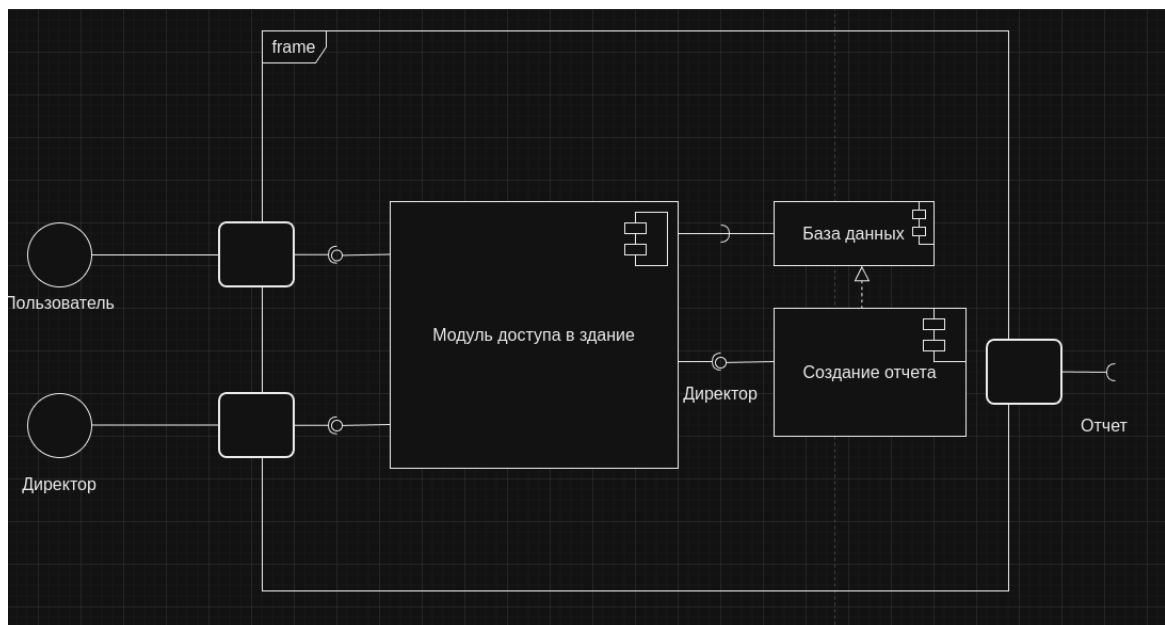 frame
База данных
Пользователь
Модуль доступа в здание
Создание отчета
Директор
Отчет
Директор